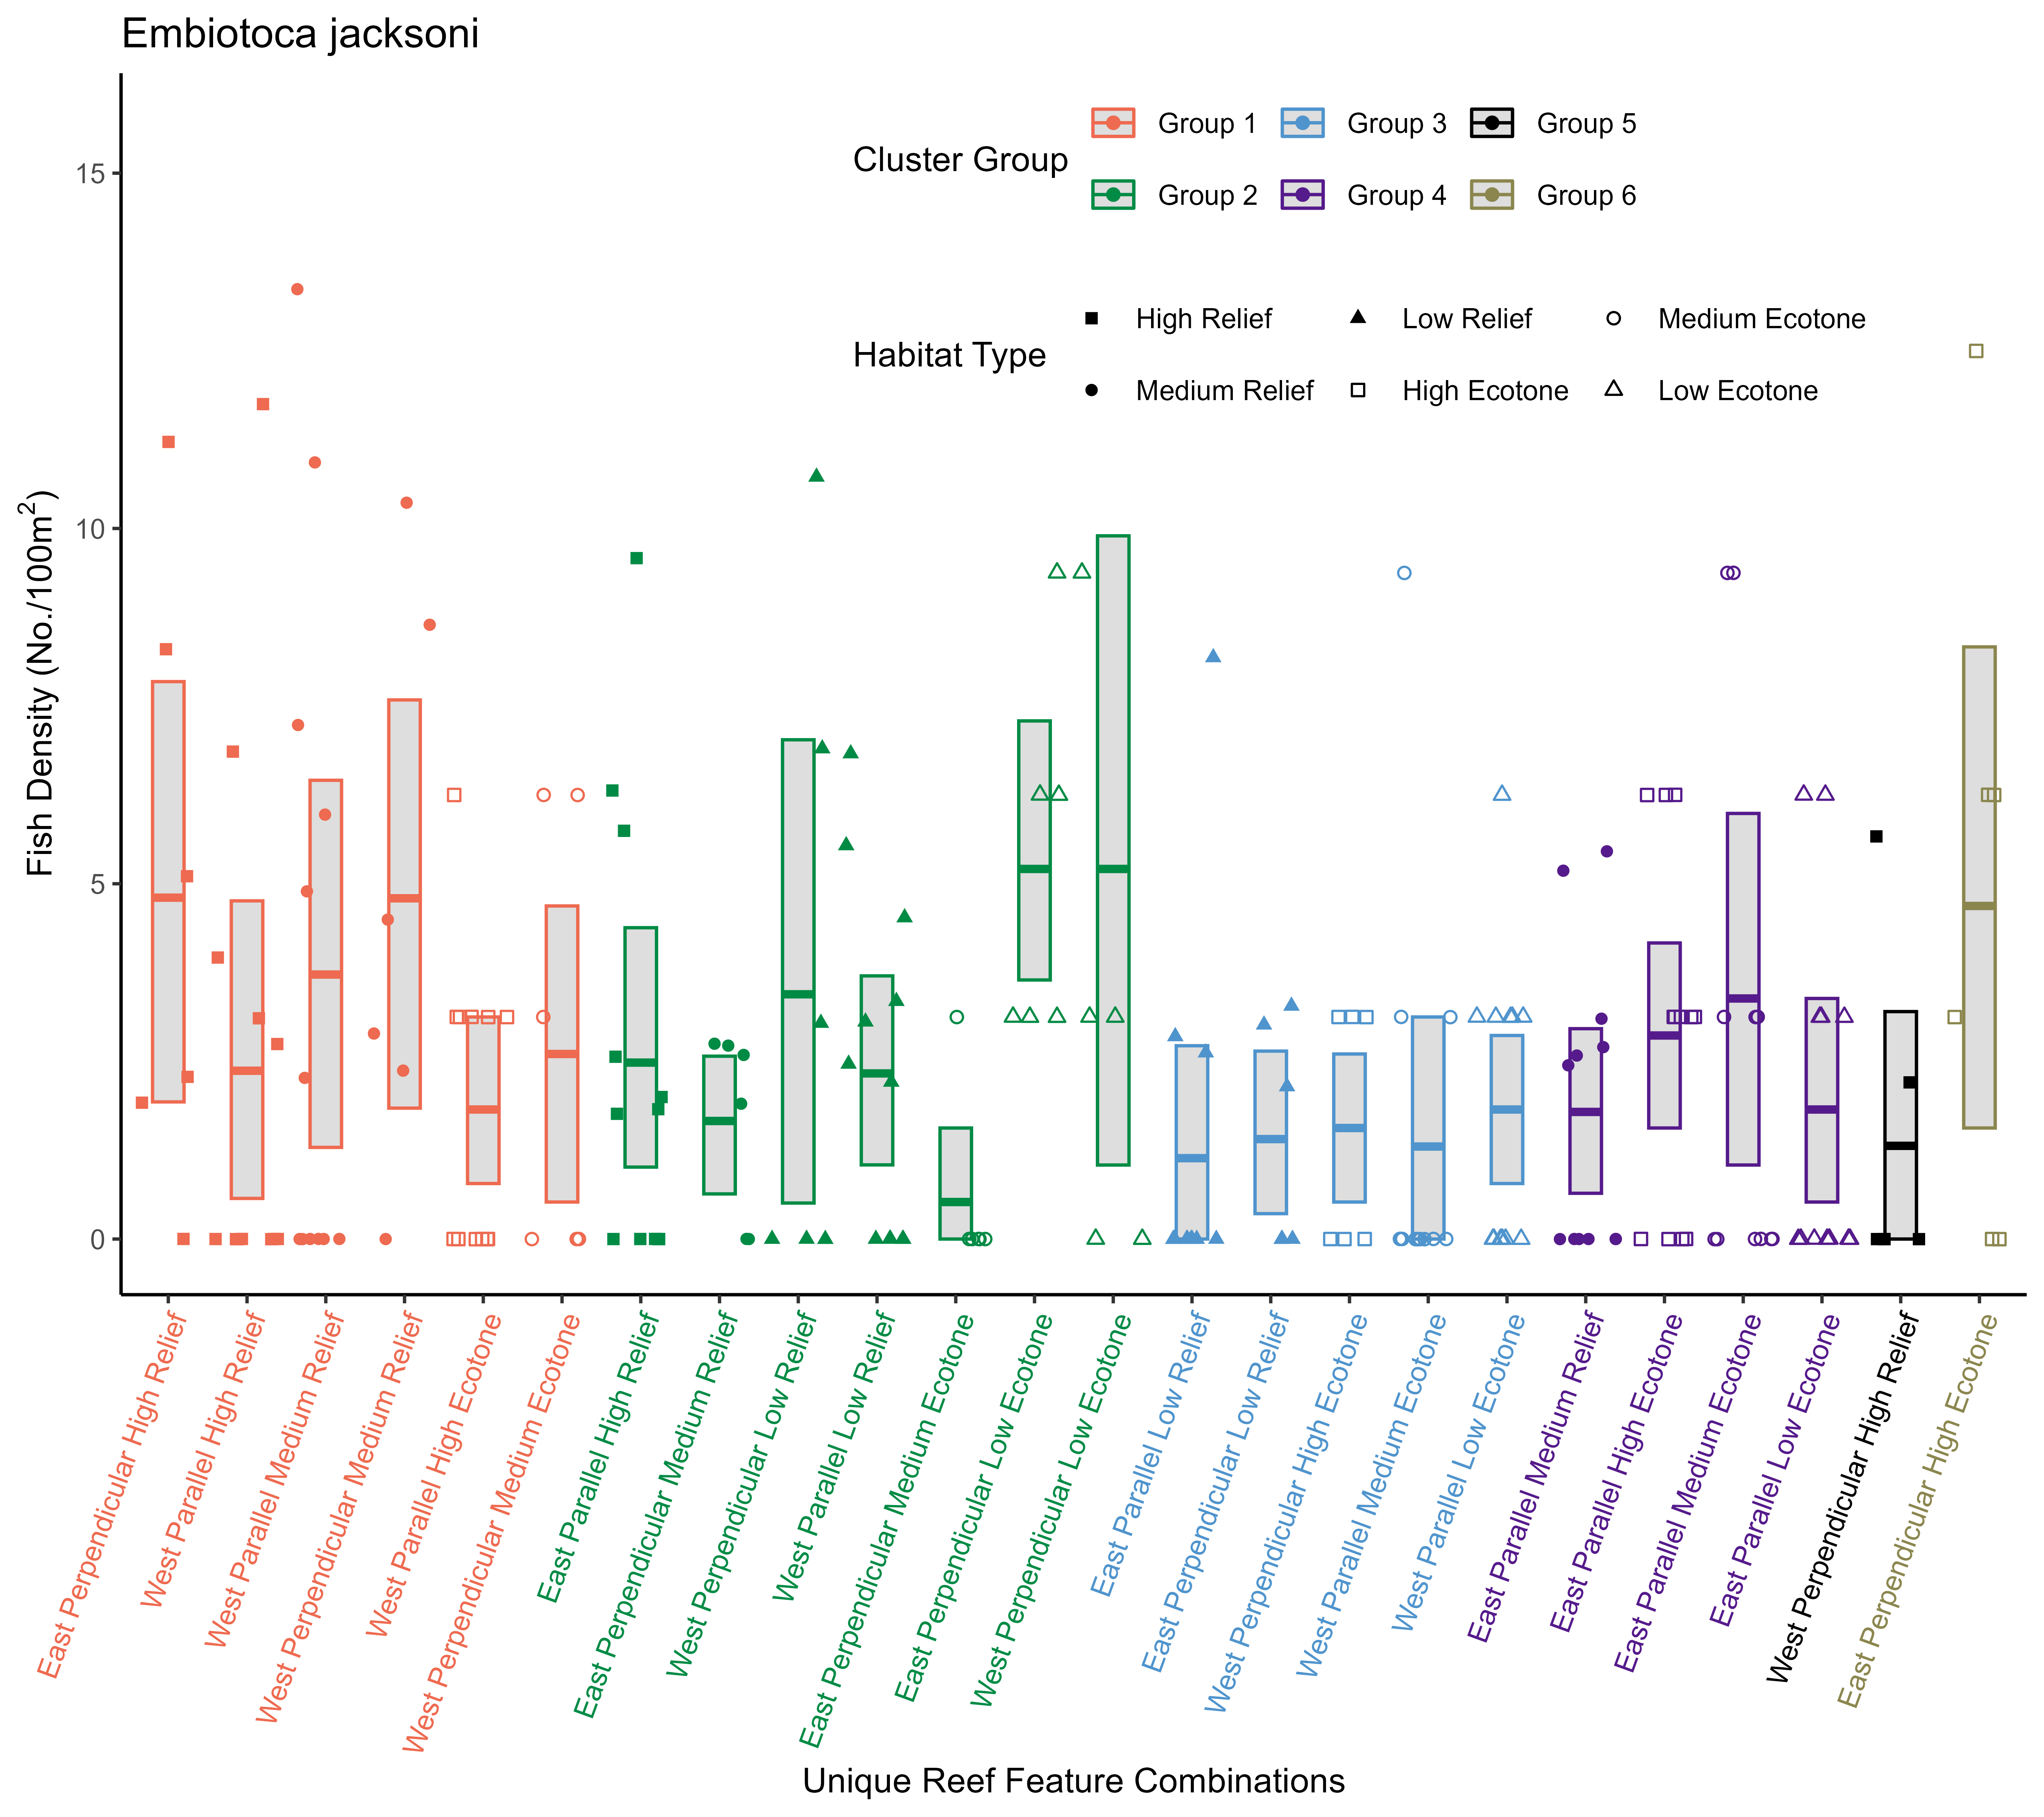 Embiotoca jacksoni
Cluster Group
Group 1
Group 3
Group 5
Group 2
Group 4
Group 6
Habitat Type
High Relief
Low Relief
Medium Ecotone
Medium Relief
High Ecotone
Low Ecotone
Fish Density (No./100m²)
15
10
5
0
East Perpendicular High Relief
West Parallel High Relief
West Parallel Medium Relief
West Perpendicular Medium Relief
West Parallel High Ecotone
West Perpendicular Medium Ecotone
East Parallel High Relief
East Perpendicular Medium Relief
West Perpendicular Low Relief
West Parallel Low Relief
East Perpendicular Medium Ecotone
East Perpendicular Low Ecotone
West Perpendicular Low Ecotone
East Parallel Low Relief
East Perpendicular Low Relief
West Perpendicular High Ecotone
West Parallel Medium Ecotone
West Parallel Low Ecotone
East Parallel Medium Relief
East Parallel High Ecotone
East Parallel Medium Ecotone
East Parallel Low Ecotone
West Perpendicular High Relief
East Perpendicular High Ecotone
Unique Reef Feature Combinations